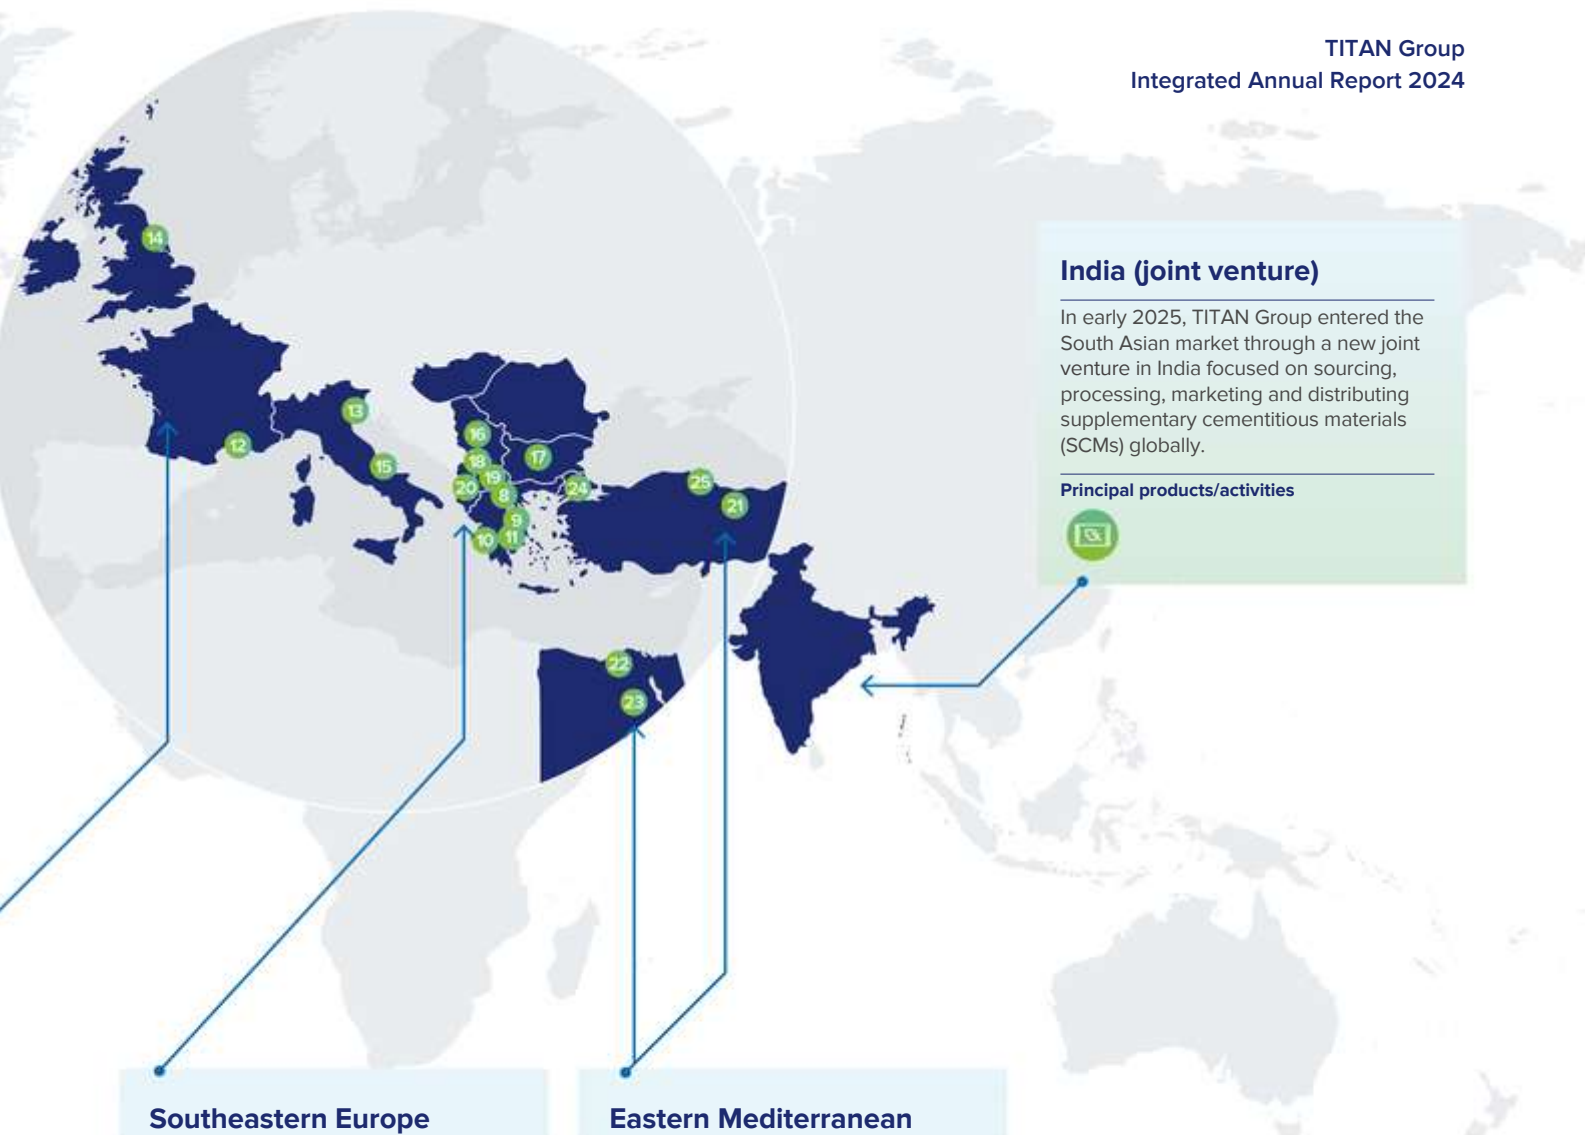 TITAN Group
Integrated Annual Report 2024
14
India (joint venture)
In early 2025, TITAN Group entered the
South Asian market through a new joint
venture in India focused on sourcing,
processing, marketing and distributing
supplementary cementitious materials
(SCMs) globally.
Principal products/activities
13
12
15
16
17
18
19
20
8
24
25
21
9
10
11
22
23
Southeastern Europe
Eastern Mediterranean